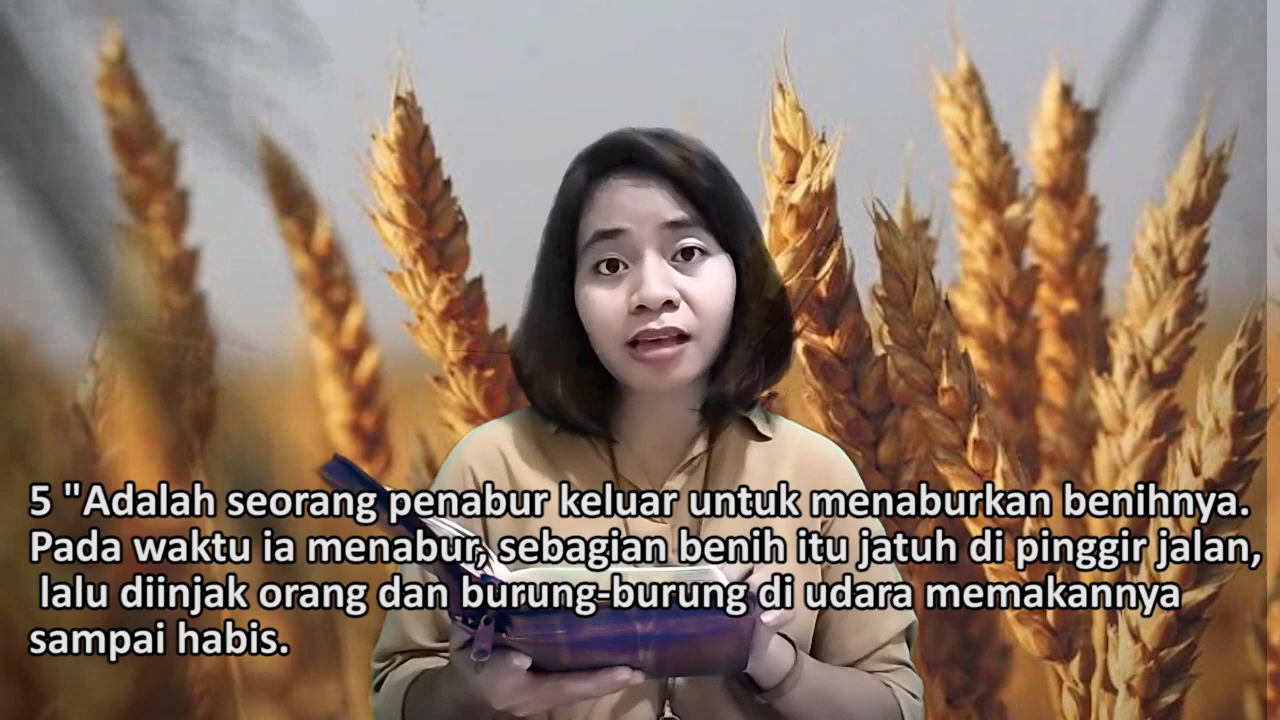 5 "Adalah seorang penabur keluar untuk menaburkan benihnya.
Pada waktu ia menabur, sebagian benih itu jatuh di pinggir jalan,
lalu diinjak orang dan burung-burung di udara memakannya
sampai habis.